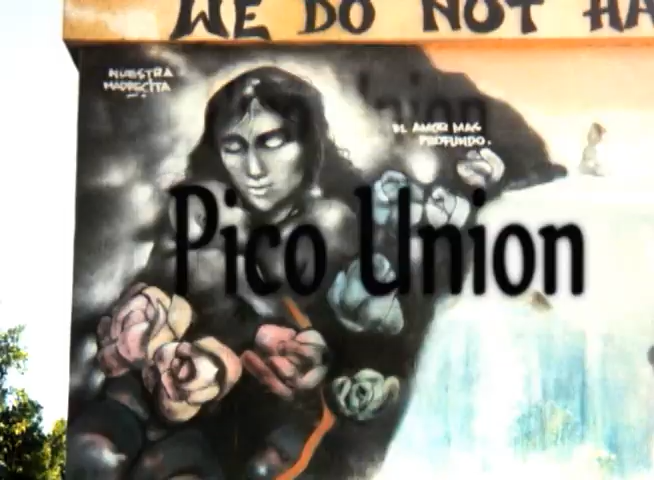 WE DO NOT HA
NUESTRA
MADRECITA
EL AMOR MAS
PROFUNDO.
Pico Union